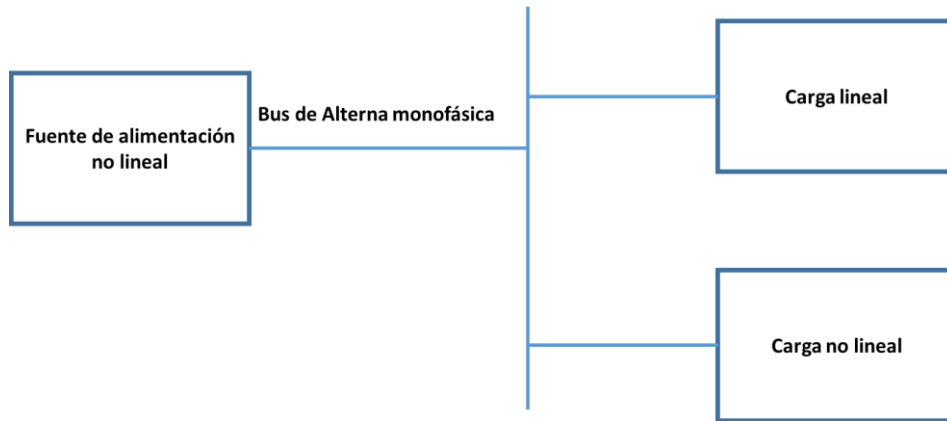 Fuente de alimentación
no lineal
Bus de Alterna monofásica
Carga lineal
Carga no lineal